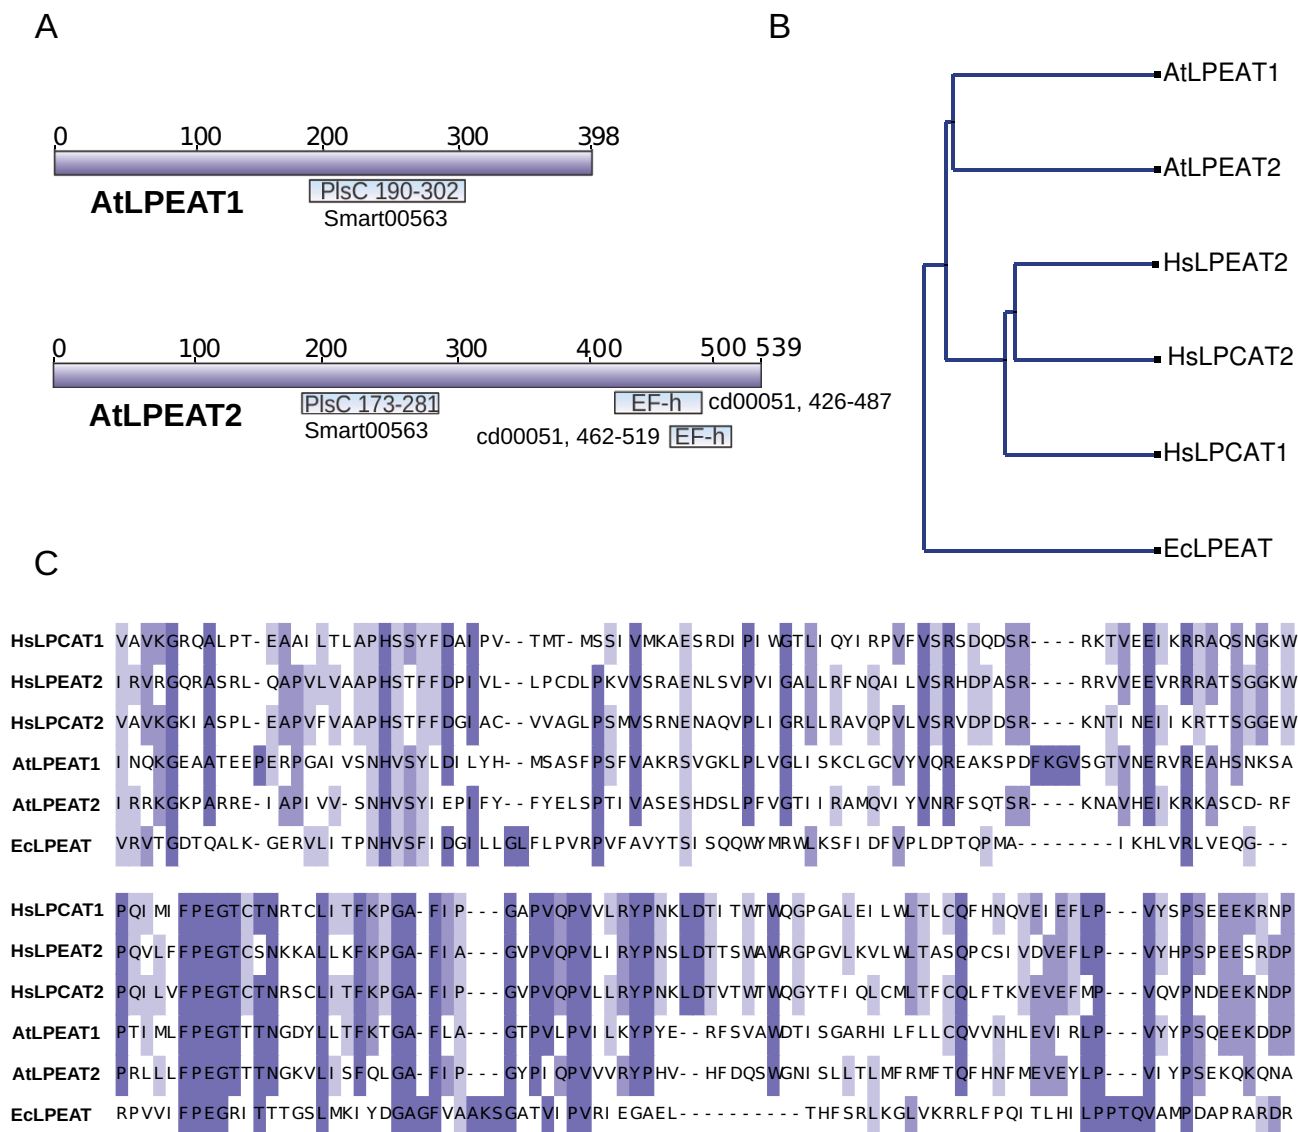 A
0 100 200 300 398
AtLPEAT1
PlsC 190-302
Smart00563
0 100 200 300 400 500 539
AtLPEAT2
PlsC 173-281
Smart00563
EF-h
cd00051, 426-487
cd00051, 462-519
EF-h
B
AtLPEAT1
AtLPEAT2
HsLPEAT2
HsLPCAT2
HsLPCAT1
EcLPEAT
C
HsLPCAT1 VAVKGRQALPT-EAAILTLAPHSSYFDAIPV--TMT-MSSIVMKAESRDIPIWGTLIQYIRPVFVSRSDQDSR----RKTVEEIKRRAQSNGKW
HsLPEAT2 IRVRGQRASRL-QAPVLVAAPHSTFFDPIVL--LPCDLPKVVSRAENLSVPVIGALLRFNQAILVSRHDPASR----RRVVEEVRRRATSGGKW
HsLPCAT2 VAVKGKIASPL-EAPVFVAAPHSTFFDGIAC--VVAGLPSMVSRNENAQVPLIGRLLRAVQPVLVSRVDPDSR----KNTINEIIKRTTSGGEW
AtLPEAT1 INQKGEAATEEPERPGAIVSNHVSYLDILYH--MSASFPSFVAKRSVGKLPLVGLISKCLGCVYVQREAKSPDFKGVSGTVNERVREAHSNKSA
AtLPEAT2 IRRKGKPARRE-IAPIVV-SNHVSYIEPIFY--FYELSPTIVASESHDSLPFVGTIIRAMQVIYVNRFSQTSR----KNAVHEIKRKASCD-RF
EcLPEAT VRVTGDTQALK-GERVLITPNHVSFIDGILLGLFLPVRPVFAVYTSISQQWYMRWLKSFIDFVPLDPTQPMA--------IKHLVRLVEQG---
HsLPCAT1 PQIMIFPEGTCTNRTCLITFKPGA-FIP---GAPVQPVVLRYPNKLDTITWTWQGPGALEILWLTLCQFHNQVEIEFLP---VYSPSEEEKRNP
HsLPEAT2 PQVLFFPEGTCSNKKALLKFKPGA-FIA---GVPVQPVLIRYPNSLDTTSWAWRGPGVLKVLWLTASQPCSIVDVEFLP---VYHPSPEESRDP
HsLPCAT2 PQILVFPEGTCTNRSCLITFKPGA-FIP---GVPVQPVLLRYPNKLDTVTWTWQGYTFIQLCMLTFCQLFTKVEVEFMP---VQVPNDEEKNDP
AtLPEAT1 PTIMLFPEGTTTNGDYLLTFKTGA-FLA---GTPVLPVILKYPYE--RFSVAWDTISGARHILFLLCQVVNHLEVIRLP---VYYPSQEEKDDP
AtLPEAT2 PRLLLFPEGTTTNGKVLISFQLGA-FIP---GYPIQPVVVRYPHV--HFDQSWGNISLLTLMFRMFTQFHNFMEVEYLP---VIYPSEKQKQNA
EcLPEAT RPVVIFPEGRITTTGSLMKIYDGAGFVAAKSGATVIPVRIEGAEL----------THFSRLKGLVKRRLFPQITLHILPPTQVAMPDAPRARDR